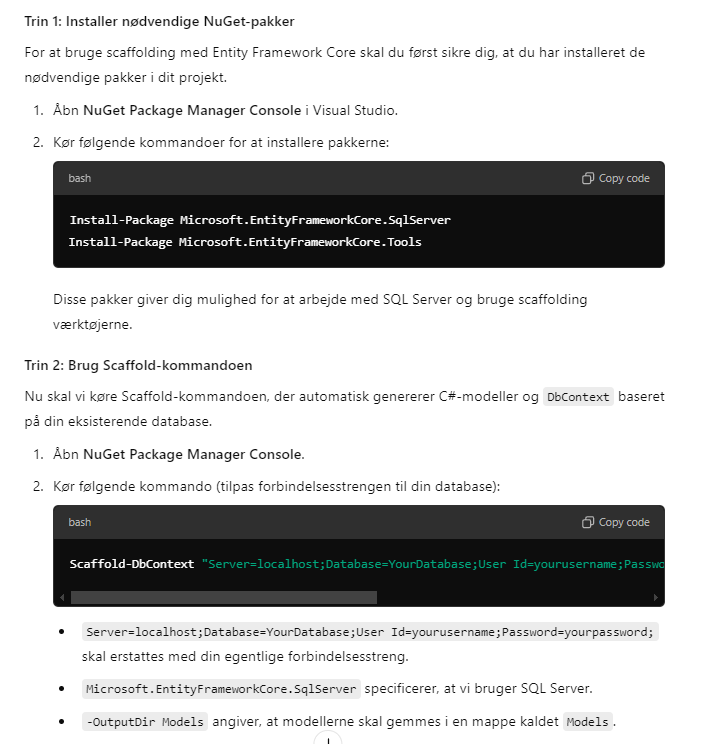 Trin 1: Installer nødvendige NuGet-pakker
For at bruge scaffolding med Entity Framework Core skal du først sikre dig, at du har installeret de
nødvendige pakker i dit projekt.
1. Åbn NuGet Package Manager Console i Visual Studio.
2. Kør følgende kommandoer for at installere pakkerne:
bash Copy code
Install-Package Microsoft.EntityFrameworkCore.SqlServer
Install-Package Microsoft.EntityFrameworkCore.Tools
Disse pakker giver dig mulighed for at arbejde med SQL Server og bruge scaffolding
værktøjerne.
Trin 2: Brug Scaffold-kommandoen
Nu skal vi køre Scaffold-kommandoen, der automatisk genererer C#-modeller og DbContext baseret
på din eksisterende database.
1. Åbn NuGet Package Manager Console.
2. Kør følgende kommando (tilpas forbindelsesstrengen til din database):
bash Copy code
Scaffold-DbContext "Server=localhost;Database=YourDatabase;User Id=yourusername;Passwo
• Server=localhost;Database=YourDatabase;User Id=yourusername;Password=yourpassword;
skal erstattes med din egentlige forbindelsesstreng.
• Microsoft.EntityFrameworkCore.SqlServer specificerer, at vi bruger SQL Server.
• -OutputDir Models angiver, at modellerne skal gemmes i en mappe kaldet Models.